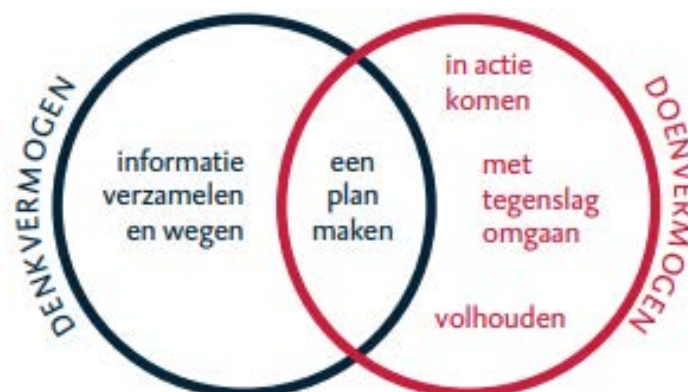 DENKVERMOGEN
informatie
verzamelen
en wegen
een
plan
maken
in actie
komen
met
tegenslag
omgaan
volhouden
DOENVERMOGEN